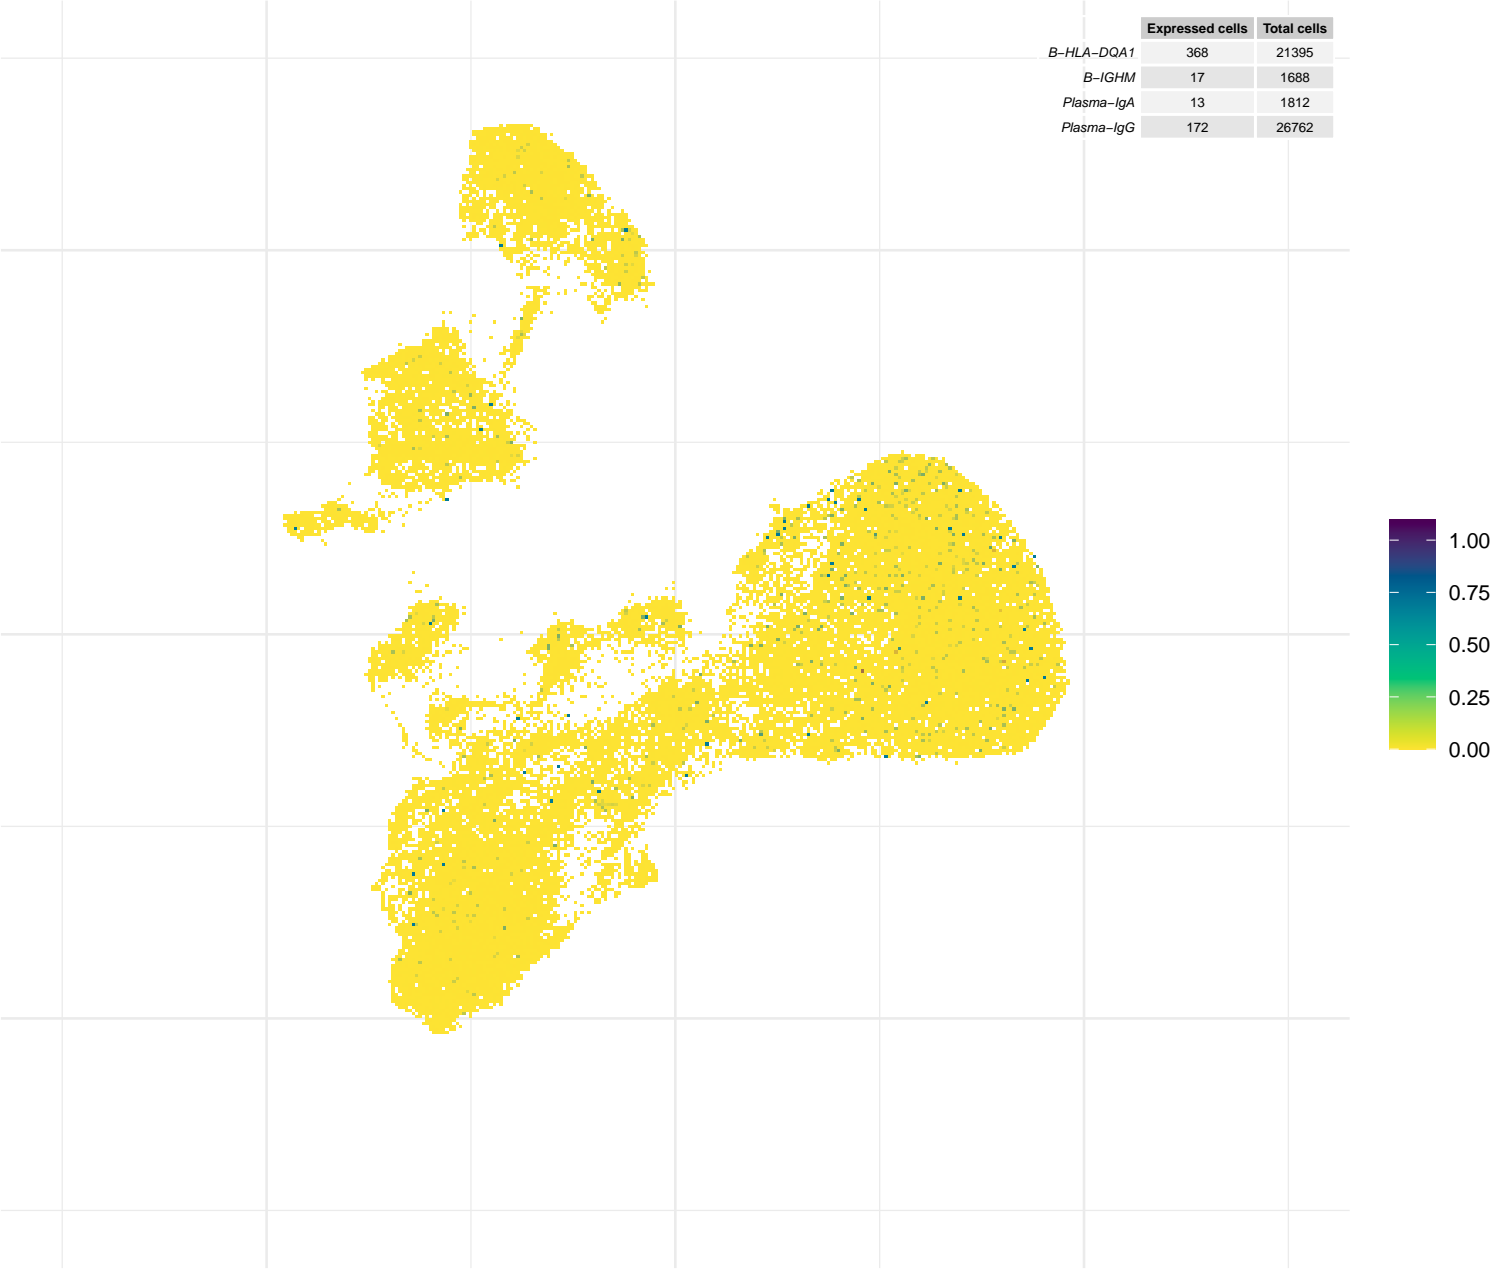 Expressed cells Total cells
B−HLA−DQA1 368 21395
B−IGHM 17 1688
Plasma−IgA 13 1812
Plasma−IgG 172 26762
1.00
0.75
0.50
0.25
0.00